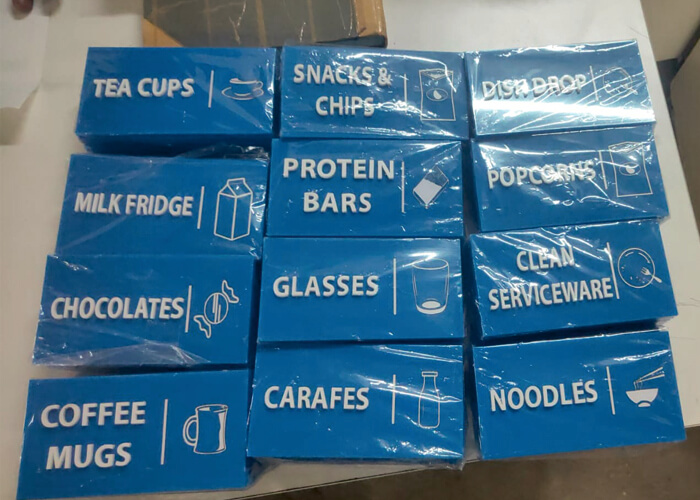 TEA CUPS
SNACKS &
CHIPS
DISH DROP
MILK FRIDGE
PROTEIN
BARS
POPCORNS
CHOCOLATES
GLASSES
CLEAN
SERVICEWARE
COFFEE
MUGS
CARAFES
NOODLES